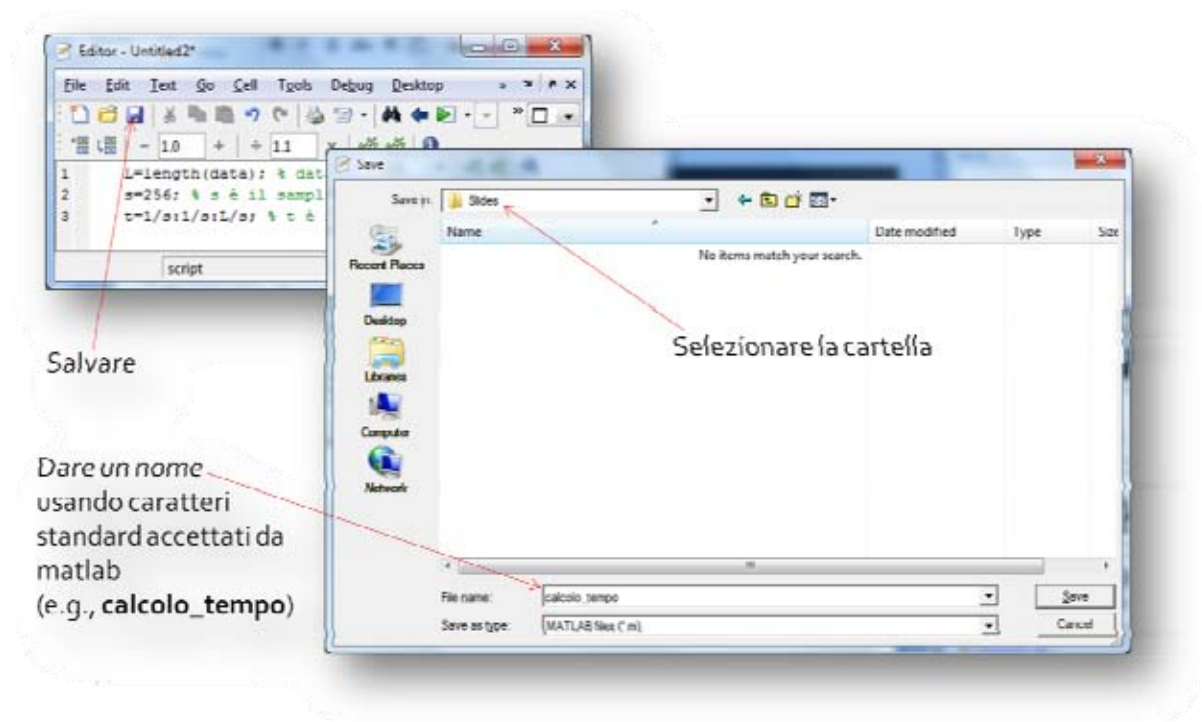 Editor - Untitled2*
File Edit Text Go Cell Tools Debug Desktop
- 1.0 + ÷ 1.1 ×
1 L=length(data); % dat
2 s=256; % s è il sampl
3 t=1/s:1/s:L/s; % t è
script
Salvare
Save
Save in: Slides
Name Date modified Type Size
No items match your search.
Recent Places
Desktop
Libraries
Computer
Network
Selezionare la cartella
Dare un nome
usando caratteri
standard accettati da
matlab
(e.g., calcolo_tempo)
File name: calcolo_tempo
Save
Save as type: MATLAB files (*.m)
Cancel